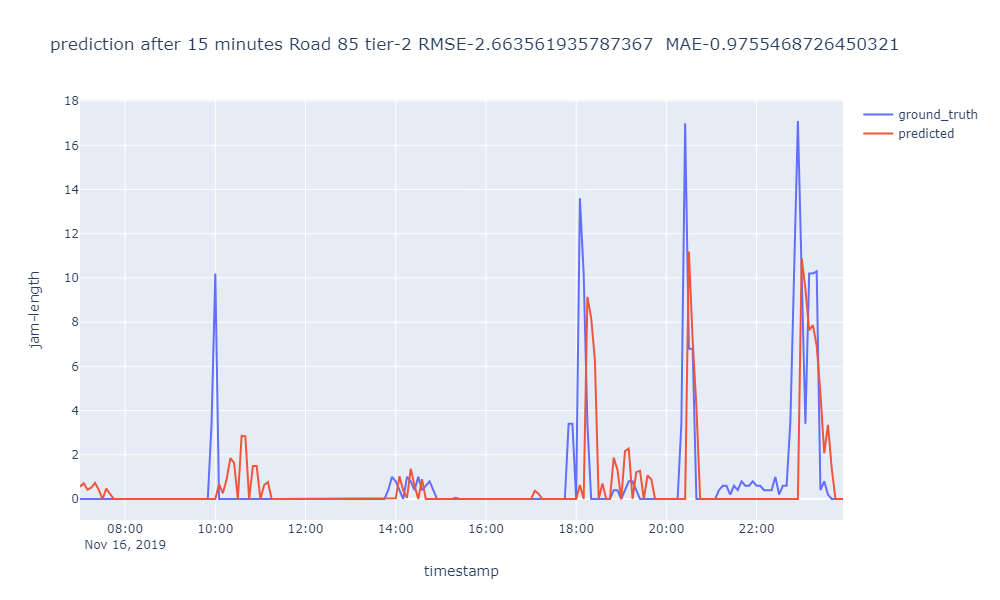 prediction after 15 minutes Road 85 tier-2 RMSE-2.663561935787367 MAE-0.9755468726450321
ground_truth
predicted
jam-length
18
16
14
12
10
8
6
4
2
0
08:00 10:00 12:00 14:00 16:00 18:00 20:00 22:00
Nov 16, 2019
timestamp